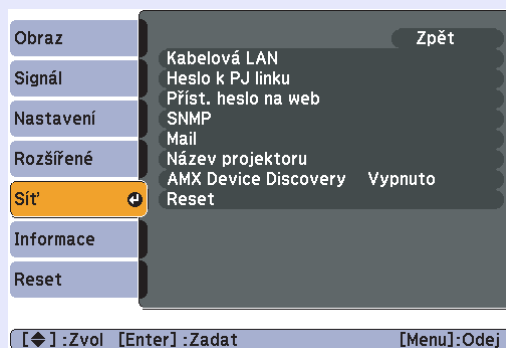 Obraz
Signál
Nastavení
Rozšířené
Síť
Informace
Reset
Zpět
Kabelová LAN
Heslo k PJ linku
Příst. heslo na web
SNMP
Mail
Název projektoru
AMX Device Discovery Vypnuto
Reset
[◆] :Zvol [Enter] :Zadat [Menu]:Odej